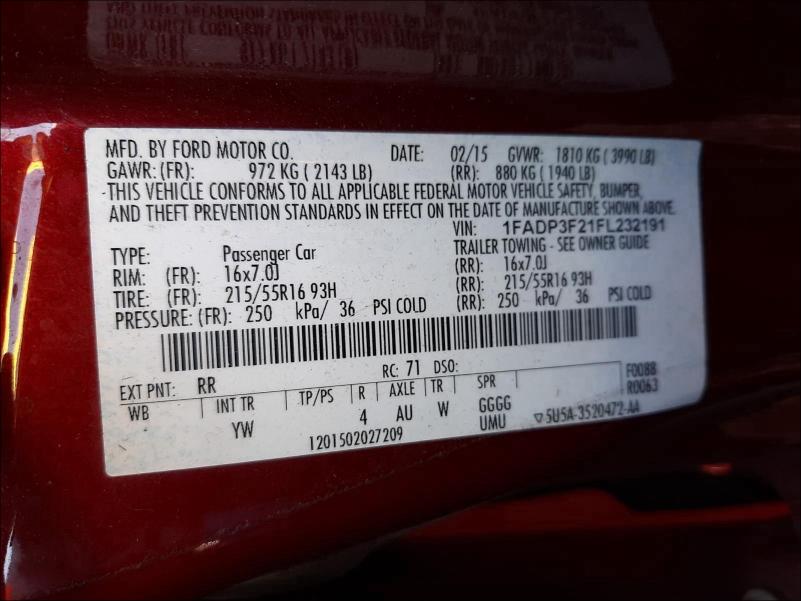 MFD. BY FORD MOTOR CO. DATE: 02/15 GVWR: 1810 KG ( 3990 LB)
GAWR: (FR): 972 KG ( 2143 LB) (RR): 880 KG ( 1940 LB)
THIS VEHICLE CONFORMS TO ALL APPLICABLE FEDERAL MOTOR VEHICLE SAFETY, BUMPER,
AND THEFT PREVENTION STANDARDS IN EFFECT ON THE DATE OF MANUFACTURE SHOWN ABOVE.
VIN: 1FADP3F21FL232191
TYPE: Passenger Car TRAILER TOWING - SEE OWNER GUIDE
RIM: (FR): 16x7.0J (RR): 16x7.0J
TIRE: (FR): 215/55R16 93H (RR): 215/55R16 93H
PRESSURE: (FR): 250 kPa/ 36 PSI COLD (RR): 250 kPa/ 36 PSI COLD
RC: 71 DSO: F0088
EXT PNT: RR R0063
WB INT TR TP/PS R AXLE TR SPR
YW 4 AU W GGGG
UMU ▽5U5A-3520472-AA
1201502027209